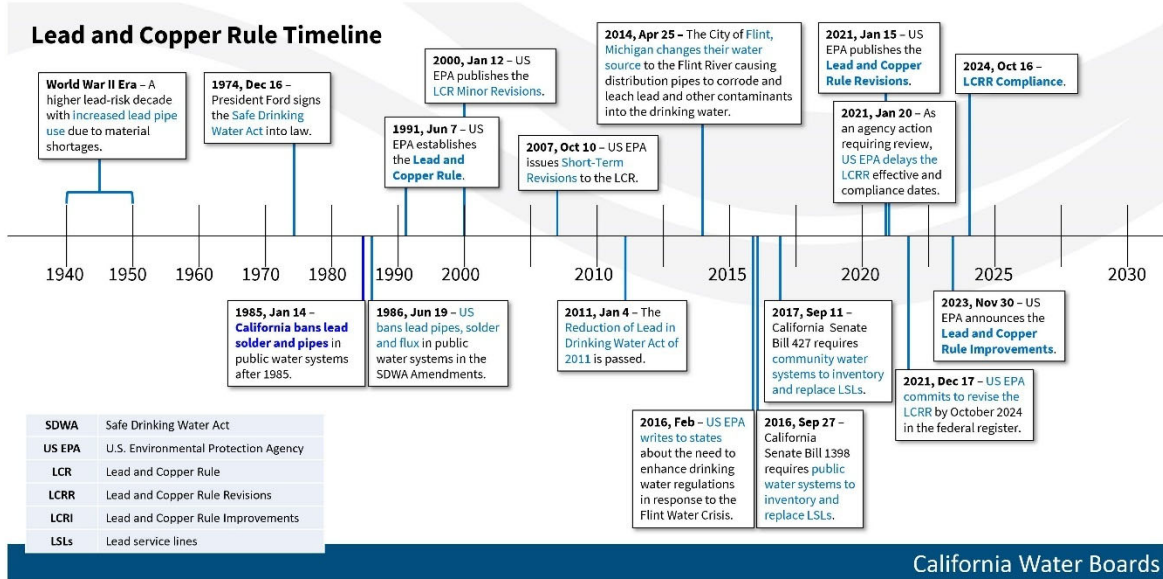 Lead and Copper Rule Timeline
World War II Era – A
higher lead-risk decade
with increased lead pipe
use due to material
shortages.
1974, Dec 16 –
President Ford signs
the Safe Drinking
Water Act into law.
2000, Jan 12 – US
EPA publishes the
LCR Minor Revisions.
1991, Jun 7 – US
EPA establishes
the Lead and
Copper Rule.
2007, Oct 10 – US EPA
issues Short-Term
Revisions to the LCR.
2014, Apr 25 – The City of Flint,
Michigan changes their water
source to the Flint River causing
distribution pipes to corrode and
leach lead and other contaminants
into the drinking water.
2021, Jan 15 – US
EPA publishes the
Lead and Copper
Rule Revisions.
2021, Jan 20 – As
an agency action
requiring review,
US EPA delays the
LCRR effective and
compliance dates.
2024, Oct 16 –
LCRR Compliance.
1940 1950 1960 1970 1980 1990 2000 2010 2015 2020 2025 2030
1985, Jan 14 –
California bans lead
solder and pipes in
public water systems
after 1985.
1986, Jun 19 – US
bans lead pipes, solder
and flux in public
water systems in the
SDWA Amendments.
2011, Jan 4 – The
Reduction of Lead in
Drinking Water Act of
2011 is passed.
2017, Sep 11 –
California Senate
Bill 427 requires
community water
systems to inventory
and replace LSLs.
2023, Nov 30 – US
EPA announces the
Lead and Copper
Rule Improvements.
2021, Dec 17 – US EPA
commits to revise the
LCRR by October 2024
in the federal register.
2016, Feb – US EPA
writes to states
about the need to
enhance drinking
water regulations
in response to the
Flint Water Crisis.
2016, Sep 27 –
California
Senate Bill 1398
requires public
water systems to
inventory and
replace LSLs.
SDWA Safe Drinking Water Act
US EPA U.S. Environmental Protection Agency
LCR Lead and Copper Rule
LCRR Lead and Copper Rule Revisions
LCRI Lead and Copper Rule Improvements
LSLs Lead service lines
California Water Boards